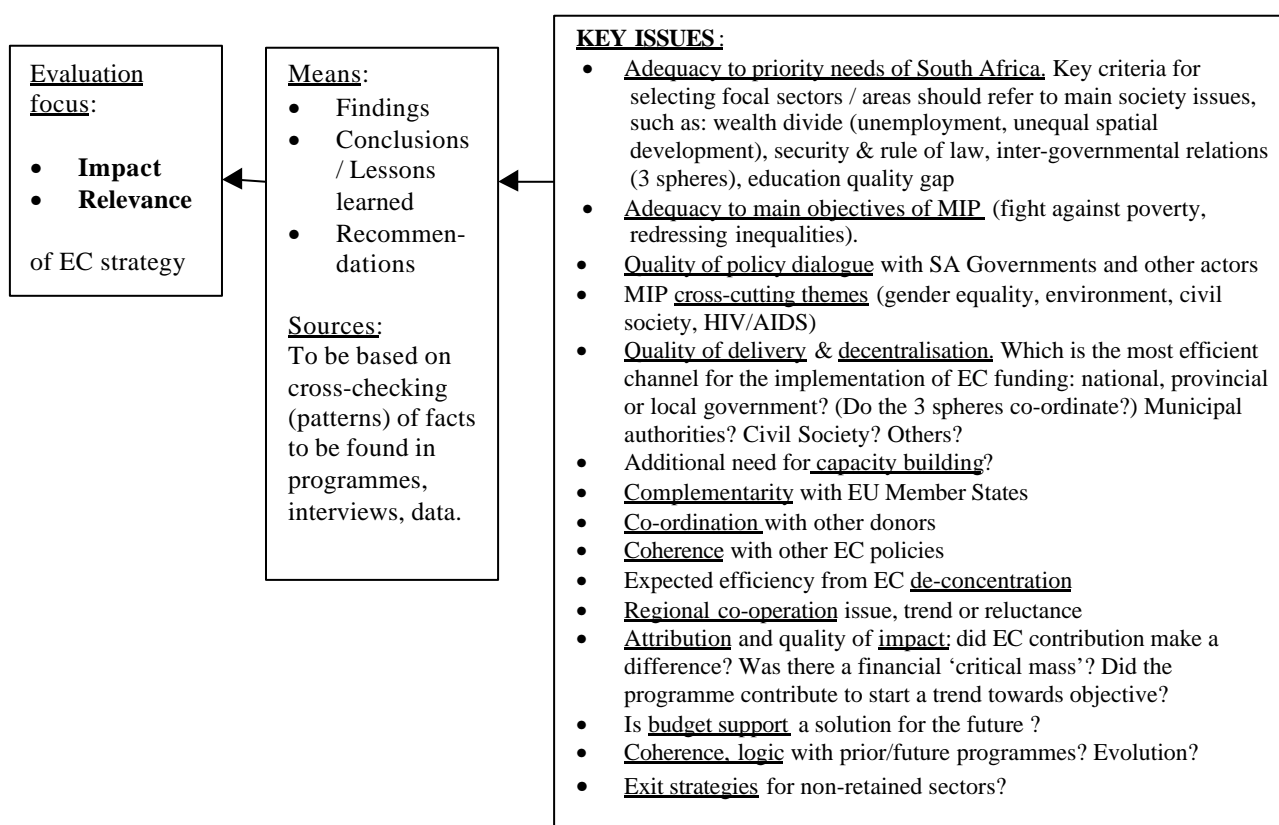 Evaluation
focus:
• Impact
• Relevance
of EC strategy
Means:
• Findings
• Conclusions
/ Lessons
learned
• Recommen-
dations
Sources:
To be based on
cross-checking
(patterns) of facts
to be found in
programmes,
interviews, data.
KEY ISSUES:
• Adequacy to priority needs of South Africa. Key criteria for
selecting focal sectors / areas should refer to main society issues,
such as: wealth divide (unemployment, unequal spatial
development), security & rule of law, inter-governmental relations
(3 spheres), education quality gap
• Adequacy to main objectives of MIP (fight against poverty,
redressing inequalities).
• Quality of policy dialogue with SA Governments and other actors
• MIP cross-cutting themes (gender equality, environment, civil
society, HIV/AIDS)
• Quality of delivery & decentralisation. Which is the most efficient
channel for the implementation of EC funding: national, provincial
or local government? (Do the 3 spheres co-ordinate?) Municipal
authorities? Civil Society? Others?
• Additional need for capacity building?
• Complementarity with EU Member States
• Co-ordination with other donors
• Coherence with other EC policies
• Expected efficiency from EC de-concentration
• Regional co-operation issue, trend or reluctance
• Attribution and quality of impact: did EC contribution make a
difference? Was there a financial ‘critical mass’? Did the
programme contribute to start a trend towards objective?
• Is budget support a solution for the future ?
• Coherence, logic with prior/future programmes? Evolution?
• Exit strategies for non-retained sectors?